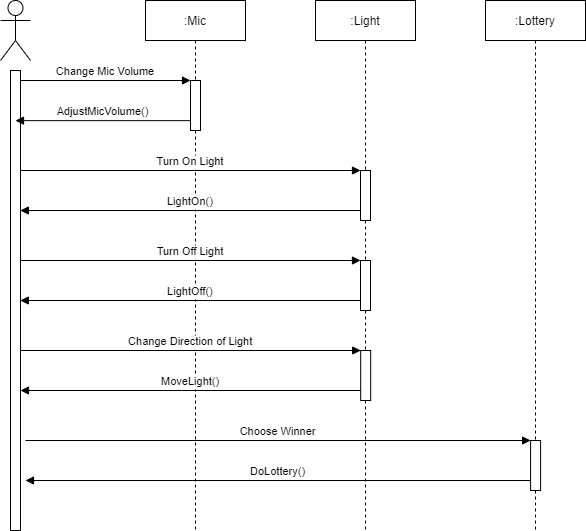 :Mic
:Light
:Lottery
Change Mic Volume
AdjustMicVolume()
Turn On Light
LightOn()
Turn Off Light
LightOff()
Change Direction of Light
MoveLight()
Choose Winner
DoLottery()